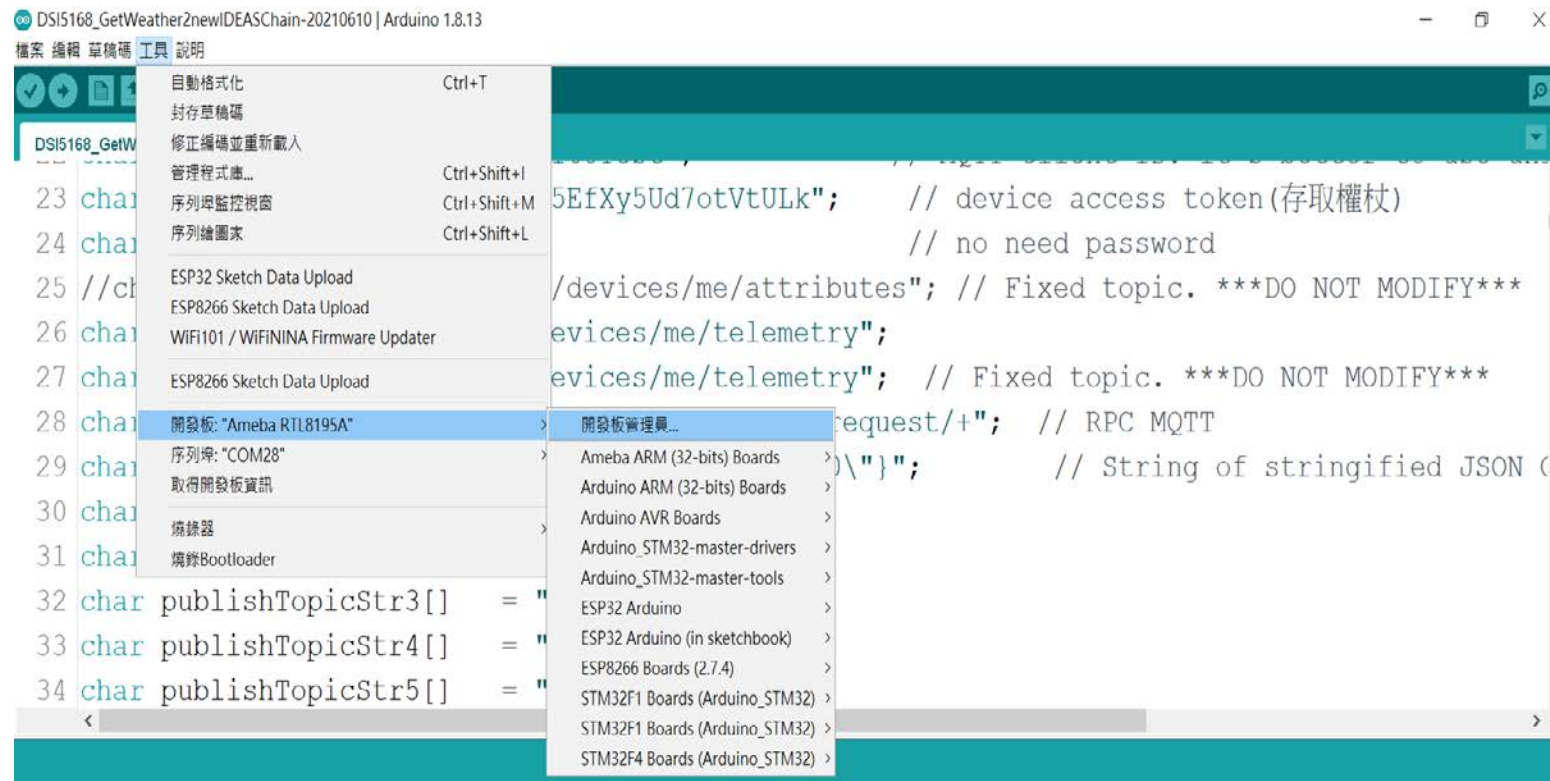 DSI5168_GetWeather2newIDEASChain-20210610 | Arduino 1.8.13
檔案 編輯 草稿碼 工具 說明
DSI5168_GetW
自動格式化 Ctrl+T
封存草稿碼
修正編碼並重新載入
管理程式庫... Ctrl+Shift+I
序列埠監控視窗 Ctrl+Shift+M
序列繪圖家 Ctrl+Shift+L
ESP32 Sketch Data Upload
ESP8266 Sketch Data Upload
WiFi101 / WiFiNINA Firmware Updater
ESP8266 Sketch Data Upload
開發板: "Ameba RTL8195A"
序列埠: "COM28"
取得開發板資訊
燒錄器
燒錄Bootloader
開發板管理員...
Ameba ARM (32-bits) Boards
Arduino ARM (32-bits) Boards
Arduino AVR Boards
Arduino_STM32-master-drivers
Arduino_STM32-master-tools
ESP32 Arduino
ESP32 Arduino (in sketchbook)
ESP8266 Boards (2.7.4)
STM32F1 Boards (Arduino_STM32)
STM32F1 Boards (Arduino_STM32)
STM32F4 Boards (Arduino_STM32)
23 char 5EfXy5Ud7otVtULk"; // device access token(存取權杖)
24 char // no need password
25 //ch /devices/me/attributes"; // Fixed topic. ***DO NOT MODIFY***
26 char evices/me/telemetry";
27 char evices/me/telemetry"; // Fixed topic. ***DO NOT MODIFY***
28 char request/+"; // RPC MQTT
29 char )\"}"; // String of stringified JSON (
30 char
31 char
32 char publishTopicStr3[] = "
33 char publishTopicStr4[] = "
34 char publishTopicStr5[] = "